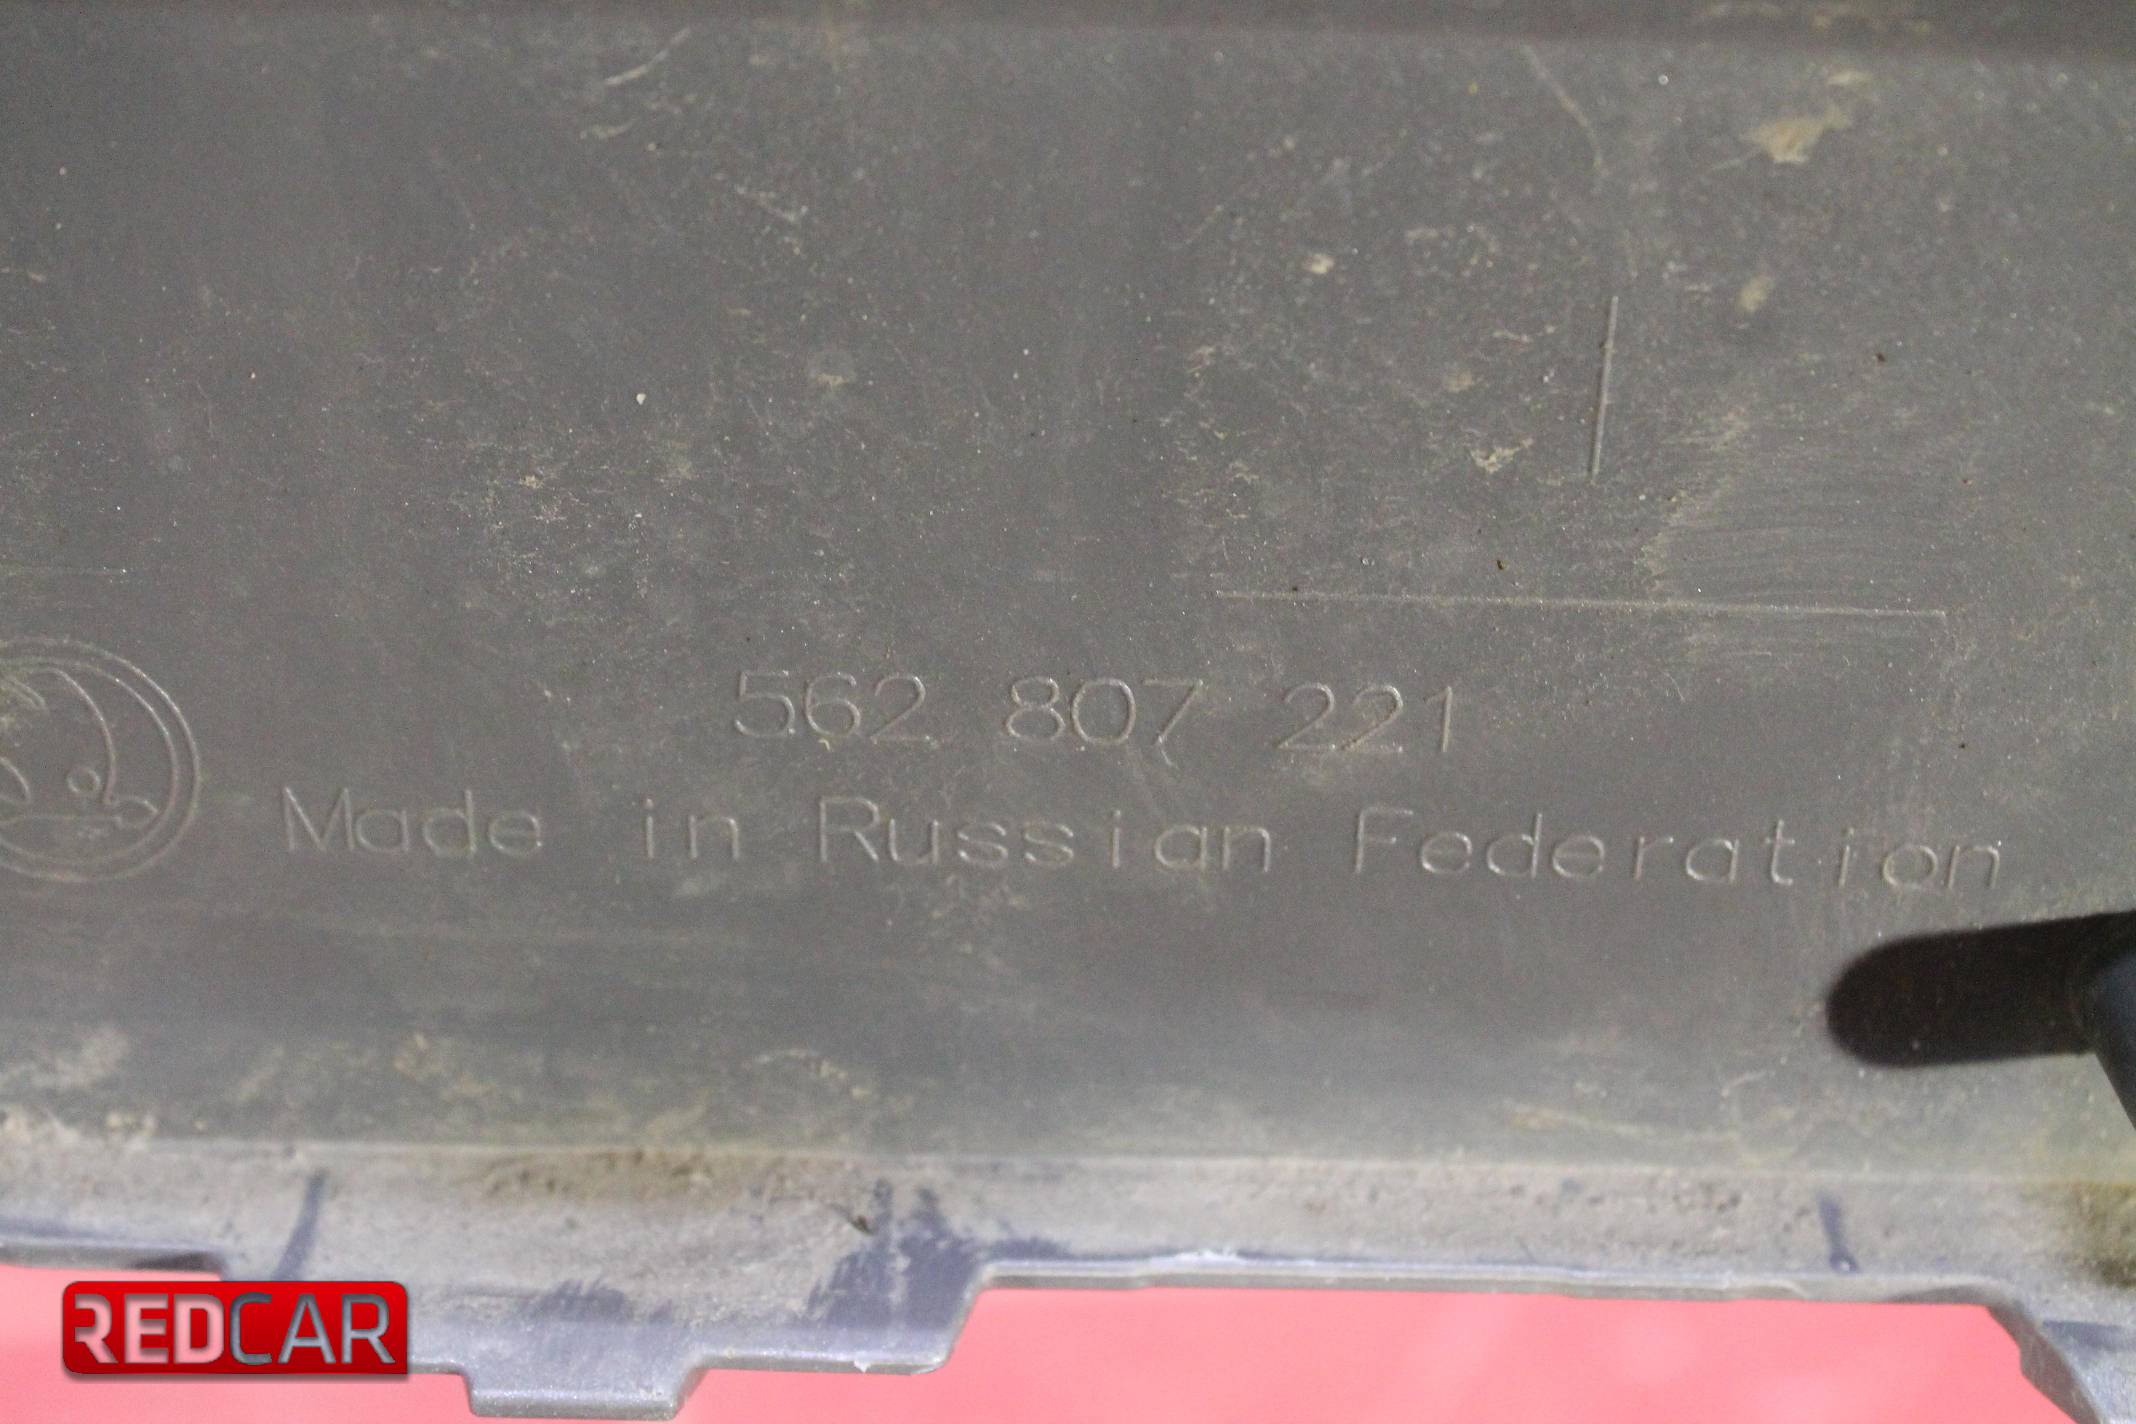 562 807 221
Made in Russian Federation
REDCAR